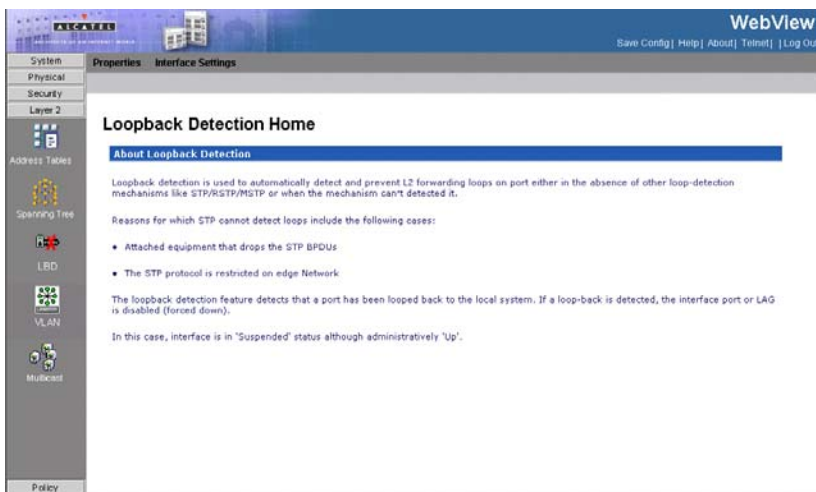 ALCATEL
ARCHITECTS OF AN INTERNET WORLD
WebView
Save Config| Help| About| Telnet| |Log Ou
System
Physical
Security
Layer 2
Address Tables
Spanning Tree
LBD
VLAN
Multicast
Policy
Properties Interface Settings
Loopback Detection Home
About Loopback Detection
Loopback detection is used to automatically detect and prevent L2 forwarding loops on port either in the absence of other loop-detection
mechanisms like STP/RSTP/MSTP or when the mechanism can't detected it.
Reasons for which STP cannot detect loops include the following cases:
• Attached equipment that drops the STP BPDUs
• The STP protocol is restricted on edge Network
The loopback detection feature detects that a port has been looped back to the local system. If a loop-back is detected, the interface port or LAG
is disabled (forced down).
In this case, interface is in 'Suspended' status although administratively 'Up'.